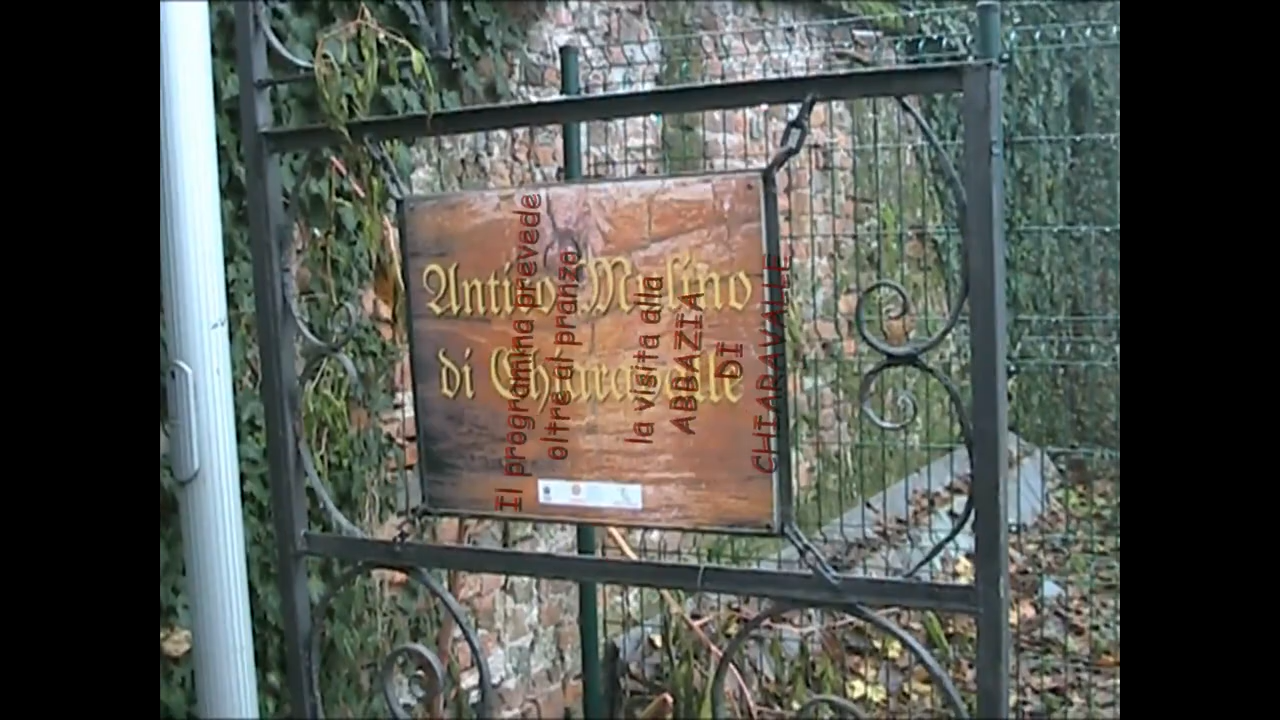 Antico Mulino
di Chiaravalle
Il programma prevede
oltre al pranzo
la visita alla
ABBAZIA
DI
CHIARAVALLE